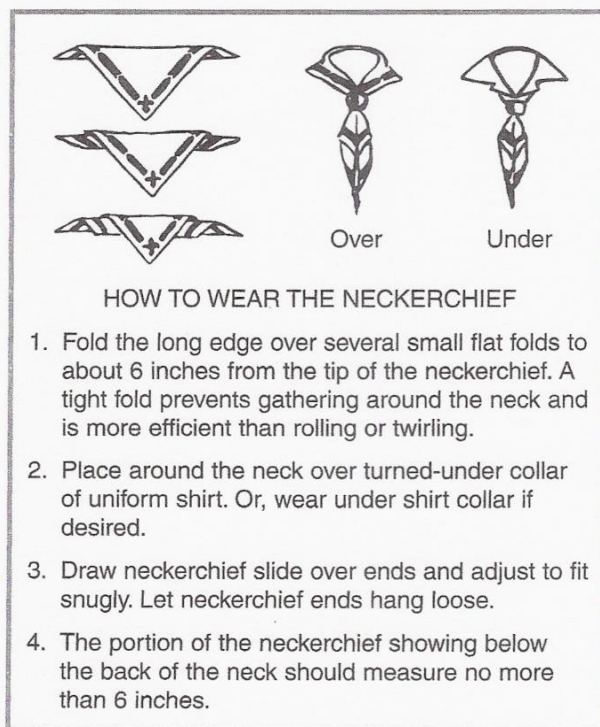 Over
Under
HOW TO WEAR THE NECKERCHIEF
1. Fold the long edge over several small flat folds to
about 6 inches from the tip of the neckerchief. A
tight fold prevents gathering around the neck and
is more efficient than rolling or twirling.
2. Place around the neck over turned-under collar
of uniform shirt. Or, wear under shirt collar if
desired.
3. Draw neckerchief slide over ends and adjust to fit
snugly. Let neckerchief ends hang loose.
4. The portion of the neckerchief showing below
the back of the neck should measure no more
than 6 inches.